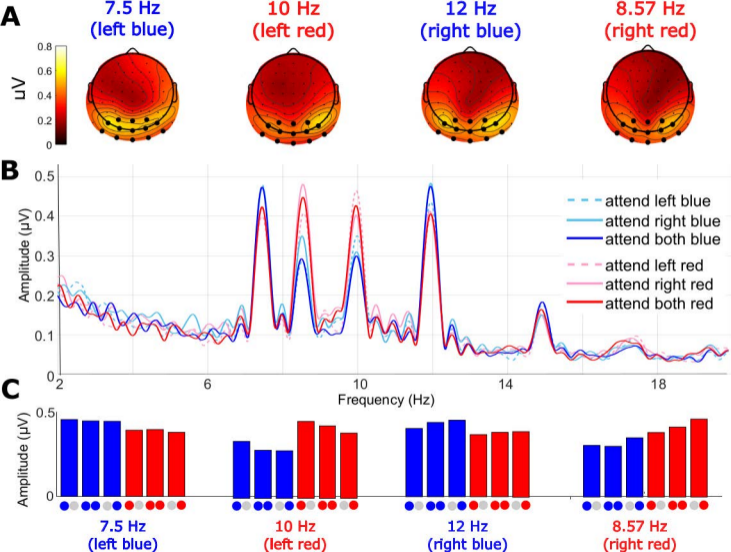 A
7.5 Hz
(left blue)
10 Hz
(left red)
12 Hz
(right blue)
8.57 Hz
(right red)
0.8
0.6
0.4
0.2
0
μV
B
0.5
0.4
0.3
0.2
0.1
0
Amplitude (μV)
attend left blue
attend right blue
attend both blue
attend left red
attend right red
attend both red
2 6 10 14 18
Frequency (Hz)
C
0.5
0
Amplitude (μV)
7.5 Hz
(left blue)
10 Hz
(left red)
12 Hz
(right blue)
8.57 Hz
(right red)